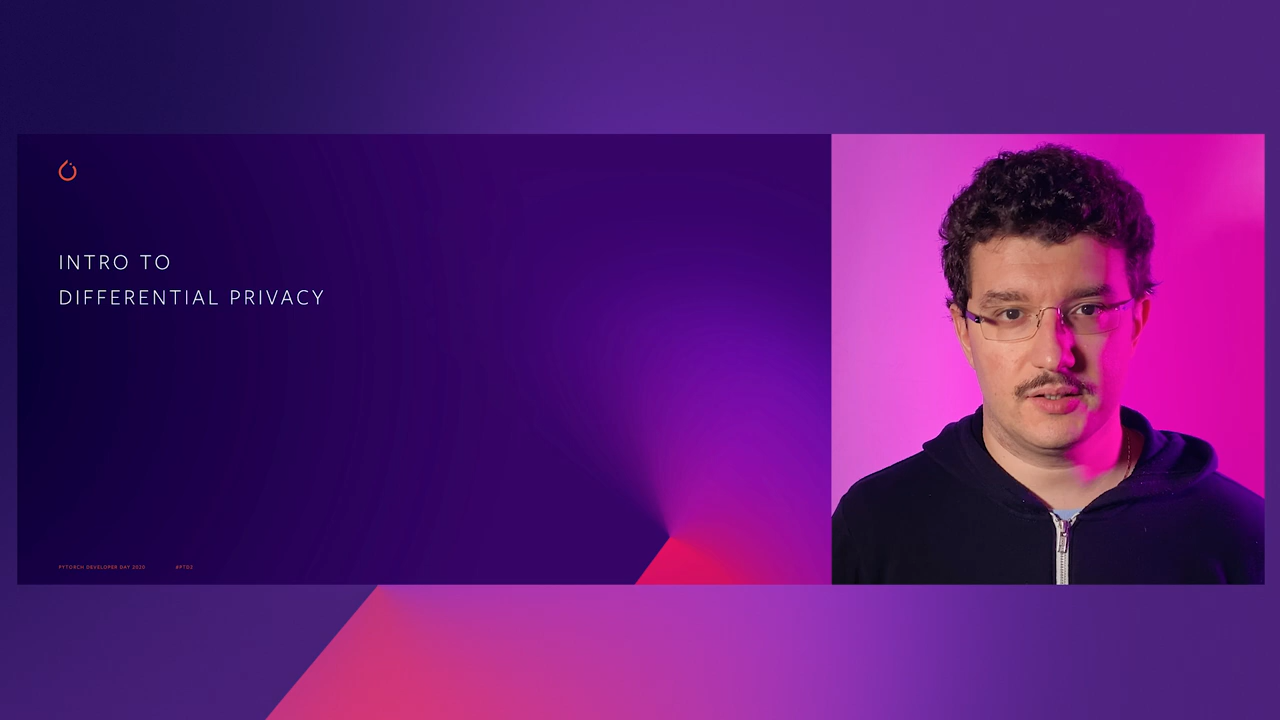 INTRO TO
DIFFERENTIAL PRIVACY
PYTORCH DEVELOPER DAY 2020 #PTD2